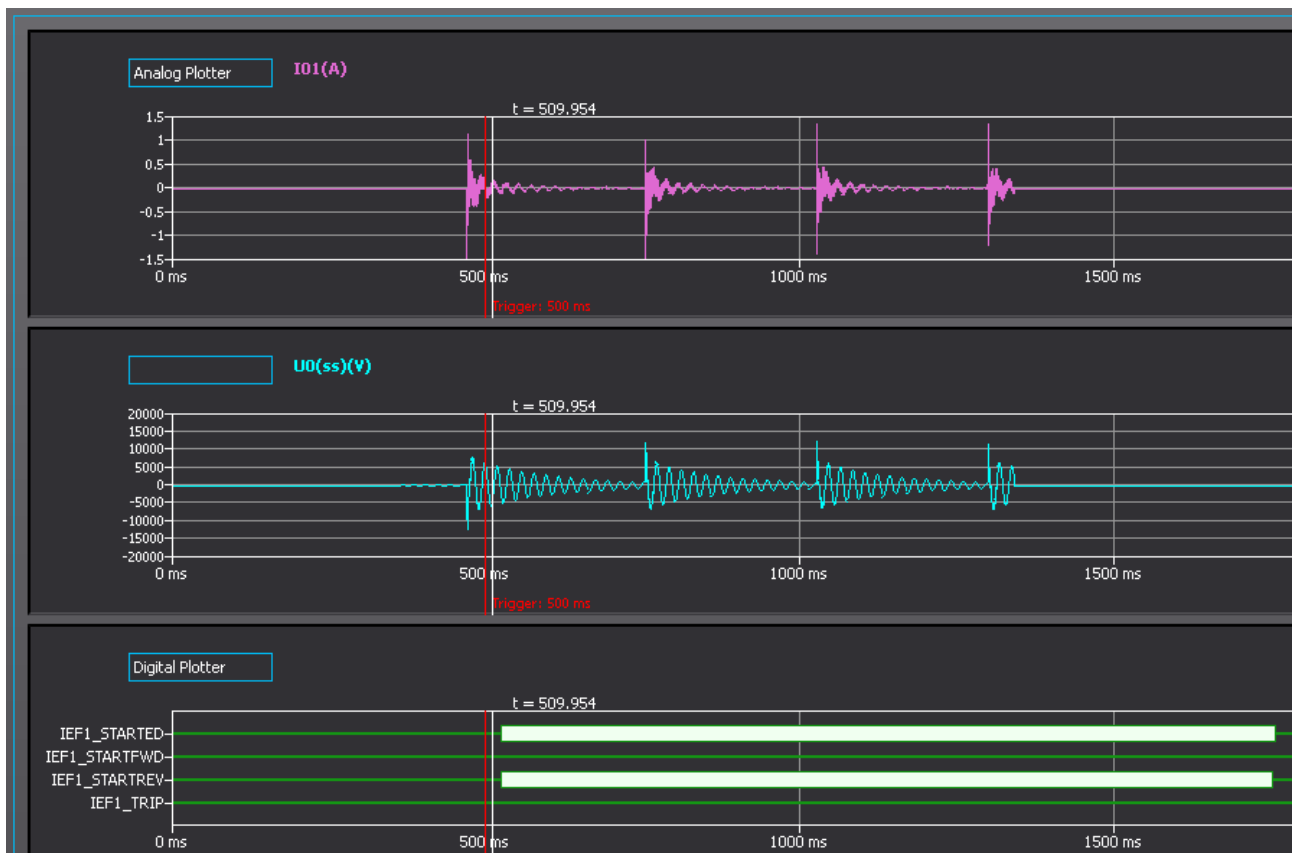 Analog Plotter I01(A)
t = 509.954
1.5
1
0.5
0
-0.5
-1
-1.5
0 ms 500 ms 1000 ms 1500 ms
Trigger: 500 ms
U0(ss)(V)
t = 509.954
20000
15000
10000
5000
0
-5000
-10000
-15000
-20000
0 ms 500 ms 1000 ms 1500 ms
Trigger: 500 ms
Digital Plotter
t = 509.954
IEF1_STARTED
IEF1_STARTFWD
IEF1_STARTREV
IEF1_TRIP
0 ms 500 ms 1000 ms 1500 ms